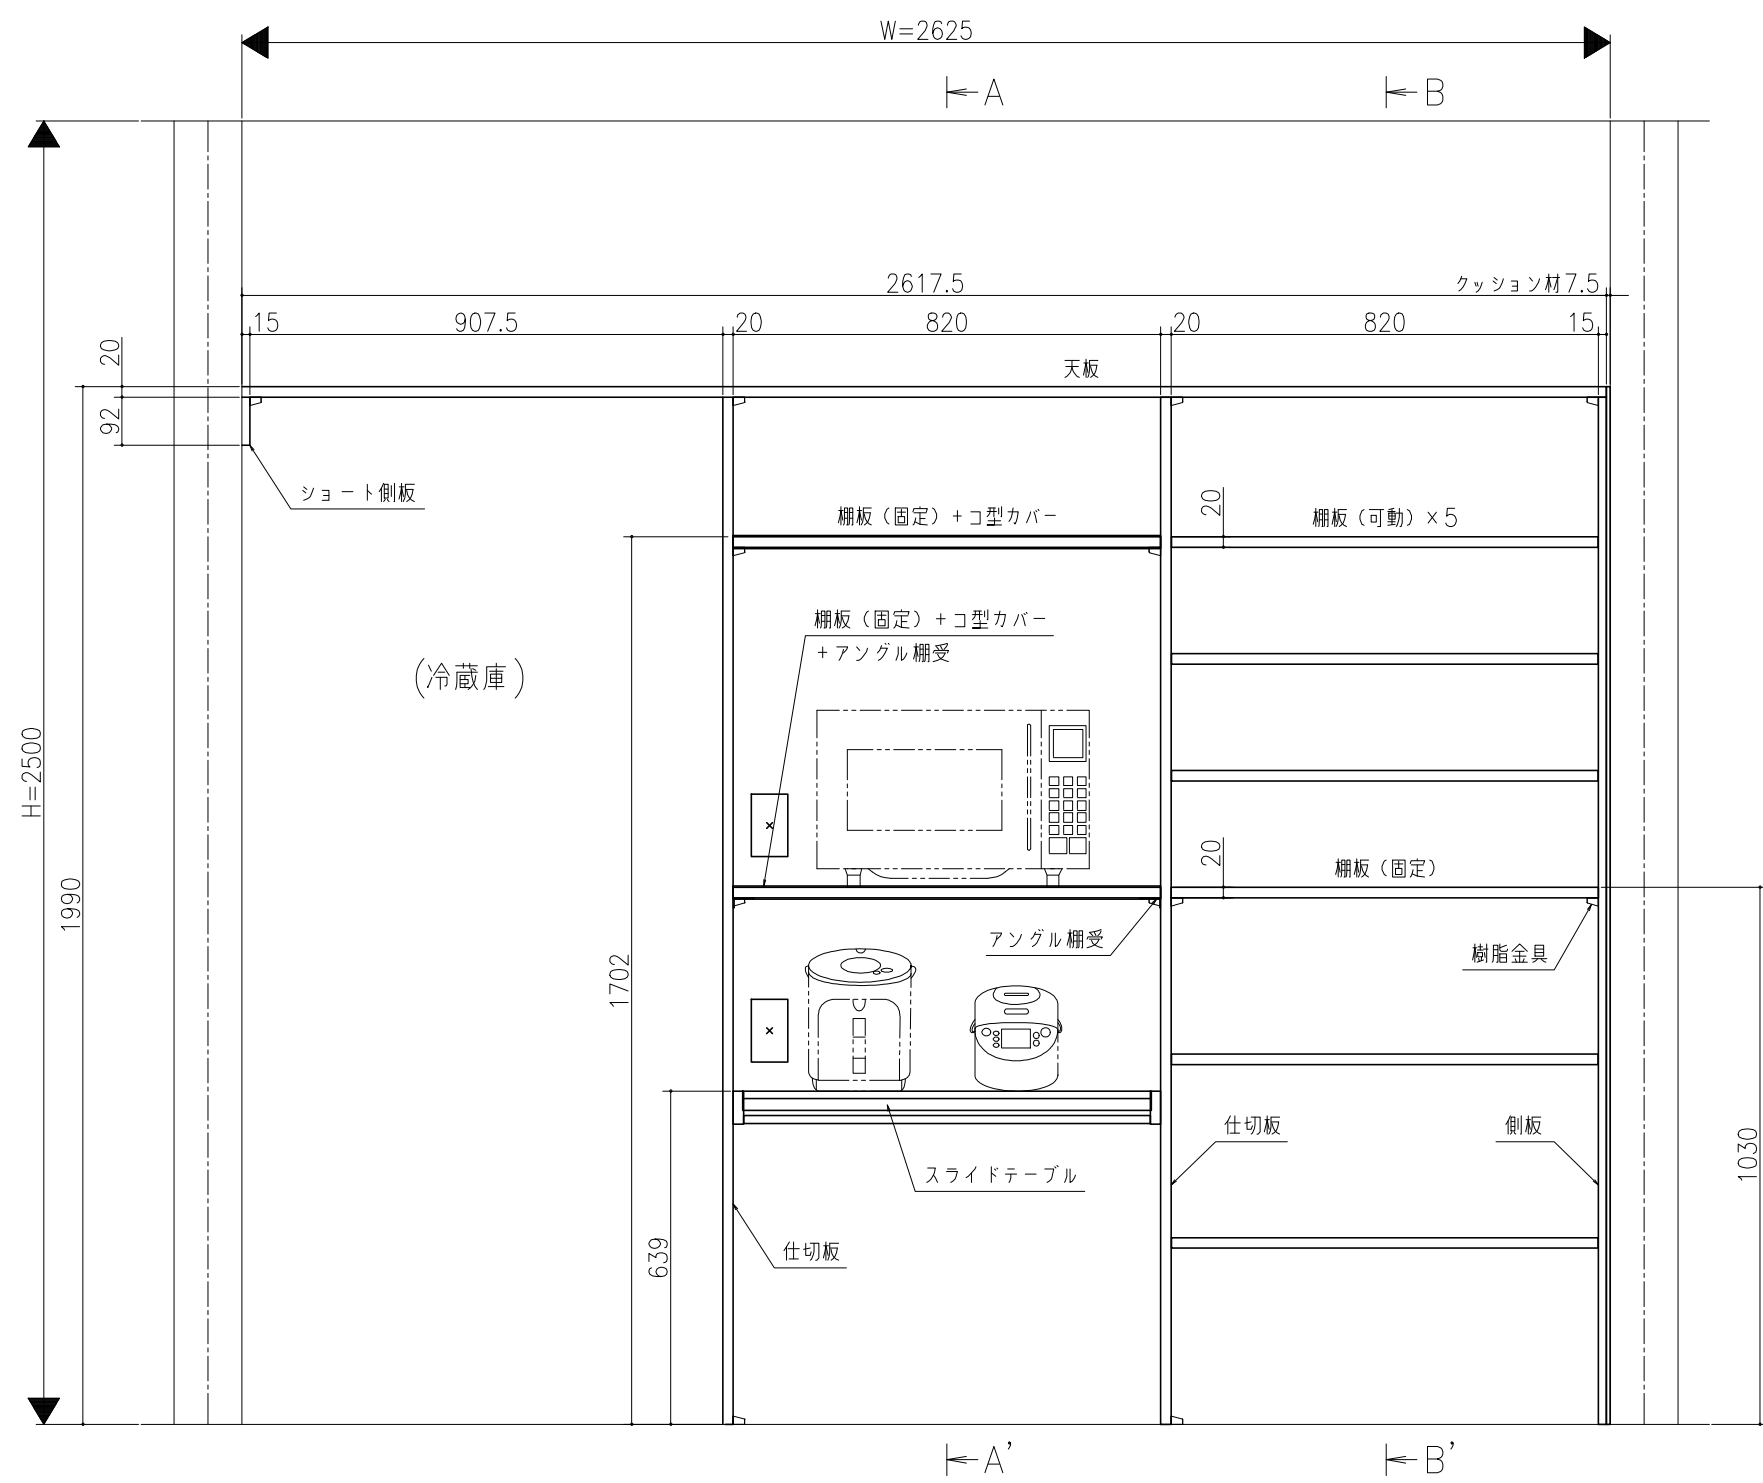 W=2625
A
B
2617.5
クッション材7.5
15
907.5
20
820
20
820
15
20
天板
92
ショート側板
棚板（固定）+コ型カバー
20
棚板（可動）×5
棚板（固定）+コ型カバー
+アングル棚受
(冷蔵庫)
H=2500
20
棚板（固定）
1990
アングル棚受
樹脂金具
1702
仕切板
側板
1030
スライドテーブル
639
仕切板
A'
B'